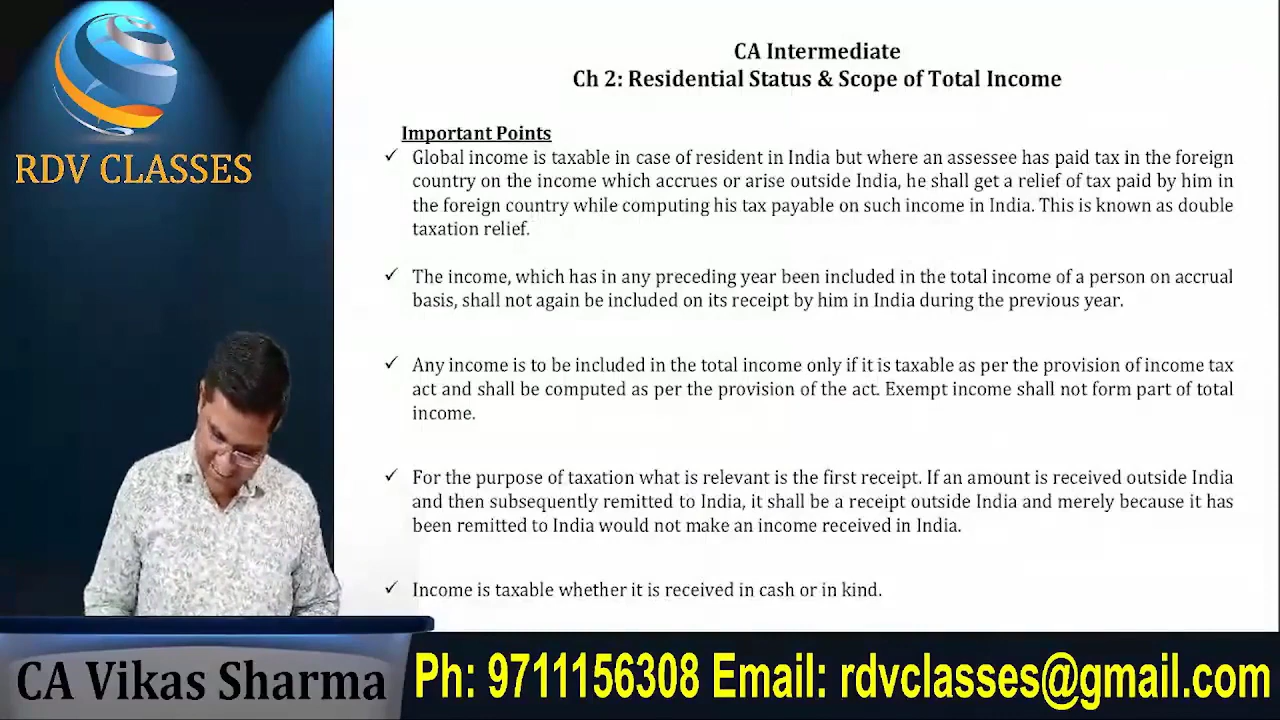 RDV CLASSES
CA Intermediate
Ch 2: Residential Status & Scope of Total Income
Important Points
✓ Global income is taxable in case of resident in India but where an assessee has paid tax in the foreign
country on the income which accrues or arise outside India, he shall get a relief of tax paid by him in
the foreign country while computing his tax payable on such income in India. This is known as double
taxation relief.
✓ The income, which has in any preceding year been included in the total income of a person on accrual
basis, shall not again be included on its receipt by him in India during the previous year.
✓ Any income is to be included in the total income only if it is taxable as per the provision of income tax
act and shall be computed as per the provision of the act. Exempt income shall not form part of total
income.
✓ For the purpose of taxation what is relevant is the first receipt. If an amount is received outside India
and then subsequently remitted to India, it shall be a receipt outside India and merely because it has
been remitted to India would not make an income received in India.
✓ Income is taxable whether it is received in cash or in kind.
CA Vikas Sharma
Ph: 9711156308 Email: rdvclasses@gmail.com